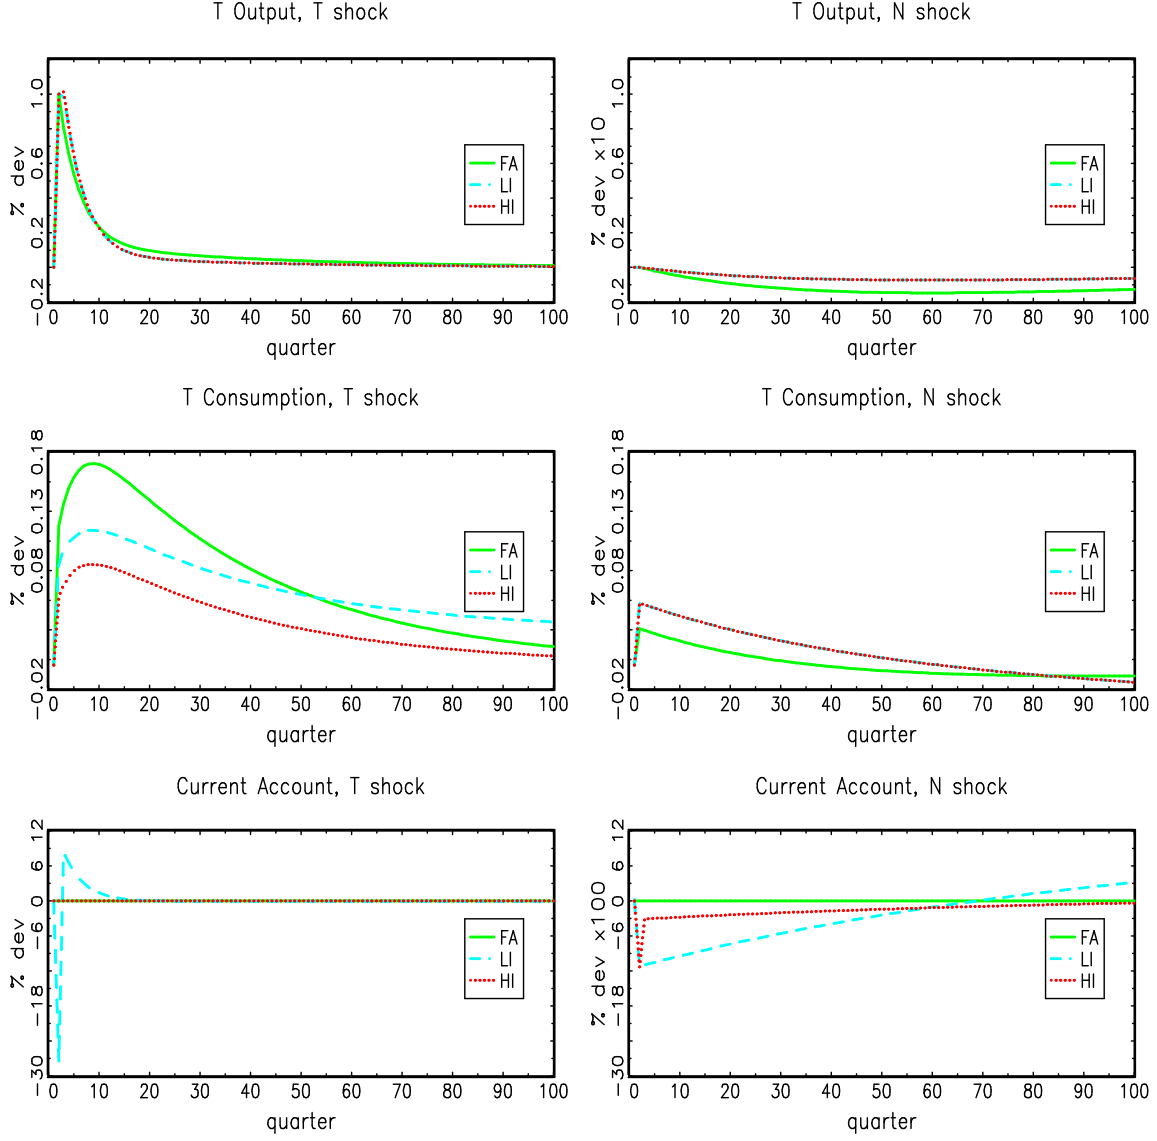 T Output, T shock
% dev
-0.2 0.2 0.6 1.0
FA
LI
HI
0 10 20 30 40 50 60 70 80 90 100
quarter
T Output, N shock
% dev x10
-0.2 0.2 0.6 1.0
FA
LI
HI
0 10 20 30 40 50 60 70 80 90 100
quarter
T Consumption, T shock
% dev
-0.02 0.08 0.13 0.18
FA
LI
HI
0 10 20 30 40 50 60 70 80 90 100
quarter
T Consumption, N shock
% dev
-0.02 0.08 0.13 0.18
FA
LI
HI
0 10 20 30 40 50 60 70 80 90 100
quarter
Current Account, T shock
% dev
-30 -18 -6 0 6 12
FA
LI
HI
0 10 20 30 40 50 60 70 80 90 100
quarter
Current Account, N shock
% dev x100
-30 -18 -6 0 6 12
FA
LI
HI
0 10 20 30 40 50 60 70 80 90 100
quarter